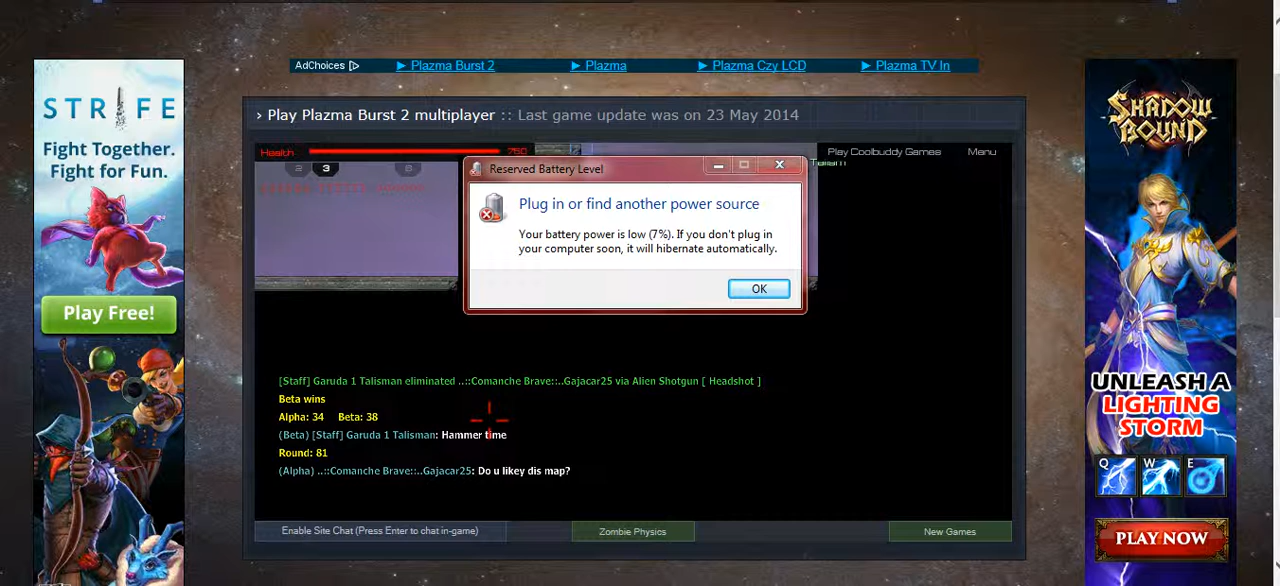 AdChoices
► Plazma Burst 2
► Plazma
► Plazma Czy LCD
► Plazma TV In
STRIFE
Fight Together.
Fight for Fun.
Play Free!
› Play Plazma Burst 2 multiplayer :: Last game update was on 23 May 2014
Health
750
Play Coolbuddy Games
Menu
2
3
8
Reserved Battery Level
Plug in or find another power source
Your battery power is low (7%). If you don't plug in
your computer soon, it will hibernate automatically.
OK
[Staff] Garuda 1 Talisman eliminated ..::Comanche Brave::..Gajacar25 via Alien Shotgun [ Headshot ]
Beta wins
Alpha: 34 Beta: 38
(Beta) [Staff] Garuda 1 Talisman: Hammer time
Round: 81
(Alpha) ..::Comanche Brave::..Gajacar25: Do u likey dis map?
Enable Site Chat (Press Enter to chat in-game)
Zombie Physics
New Games
SHADOW
BOUND
UNLEASH A
LIGHTING
STORM
Q
W
E
PLAY NOW